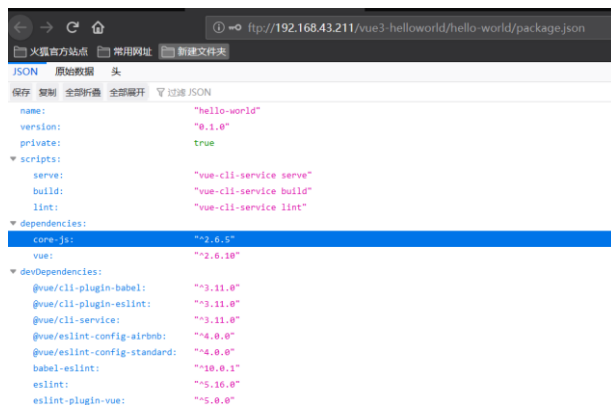 ftp://192.168.43.211/vue3-helloworld/hello-world/package.json
火狐官方站点 常用网址 新建文件夹
JSON 原始数据 头
保存 复制 全部折叠 全部展开 过滤 JSON
name: "hello-world"
version: "0.1.0"
private: true
scripts:
serve: "vue-cli-service serve"
build: "vue-cli-service build"
lint: "vue-cli-service lint"
dependencies:
core-js: "^2.6.5"
vue: "^2.6.10"
devDependencies:
@vue/cli-plugin-babel: "^3.11.0"
@vue/cli-plugin-eslint: "^3.11.0"
@vue/cli-service: "^3.11.0"
@vue/eslint-config-airbnb: "^4.0.0"
@vue/eslint-config-standard: "^4.0.0"
babel-eslint: "^10.0.1"
eslint: "^5.16.0"
eslint-plugin-vue: "^5.0.0"